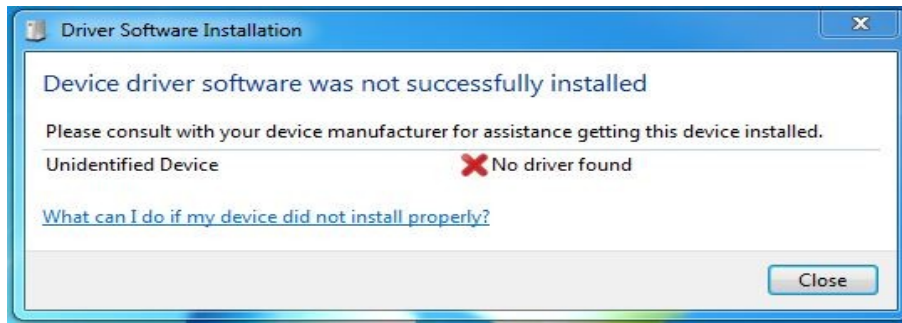 Driver Software Installation
Device driver software was not successfully installed
Please consult with your device manufacturer for assistance getting this device installed.
Unidentified Device No driver found
What can I do if my device did not install properly?
Close